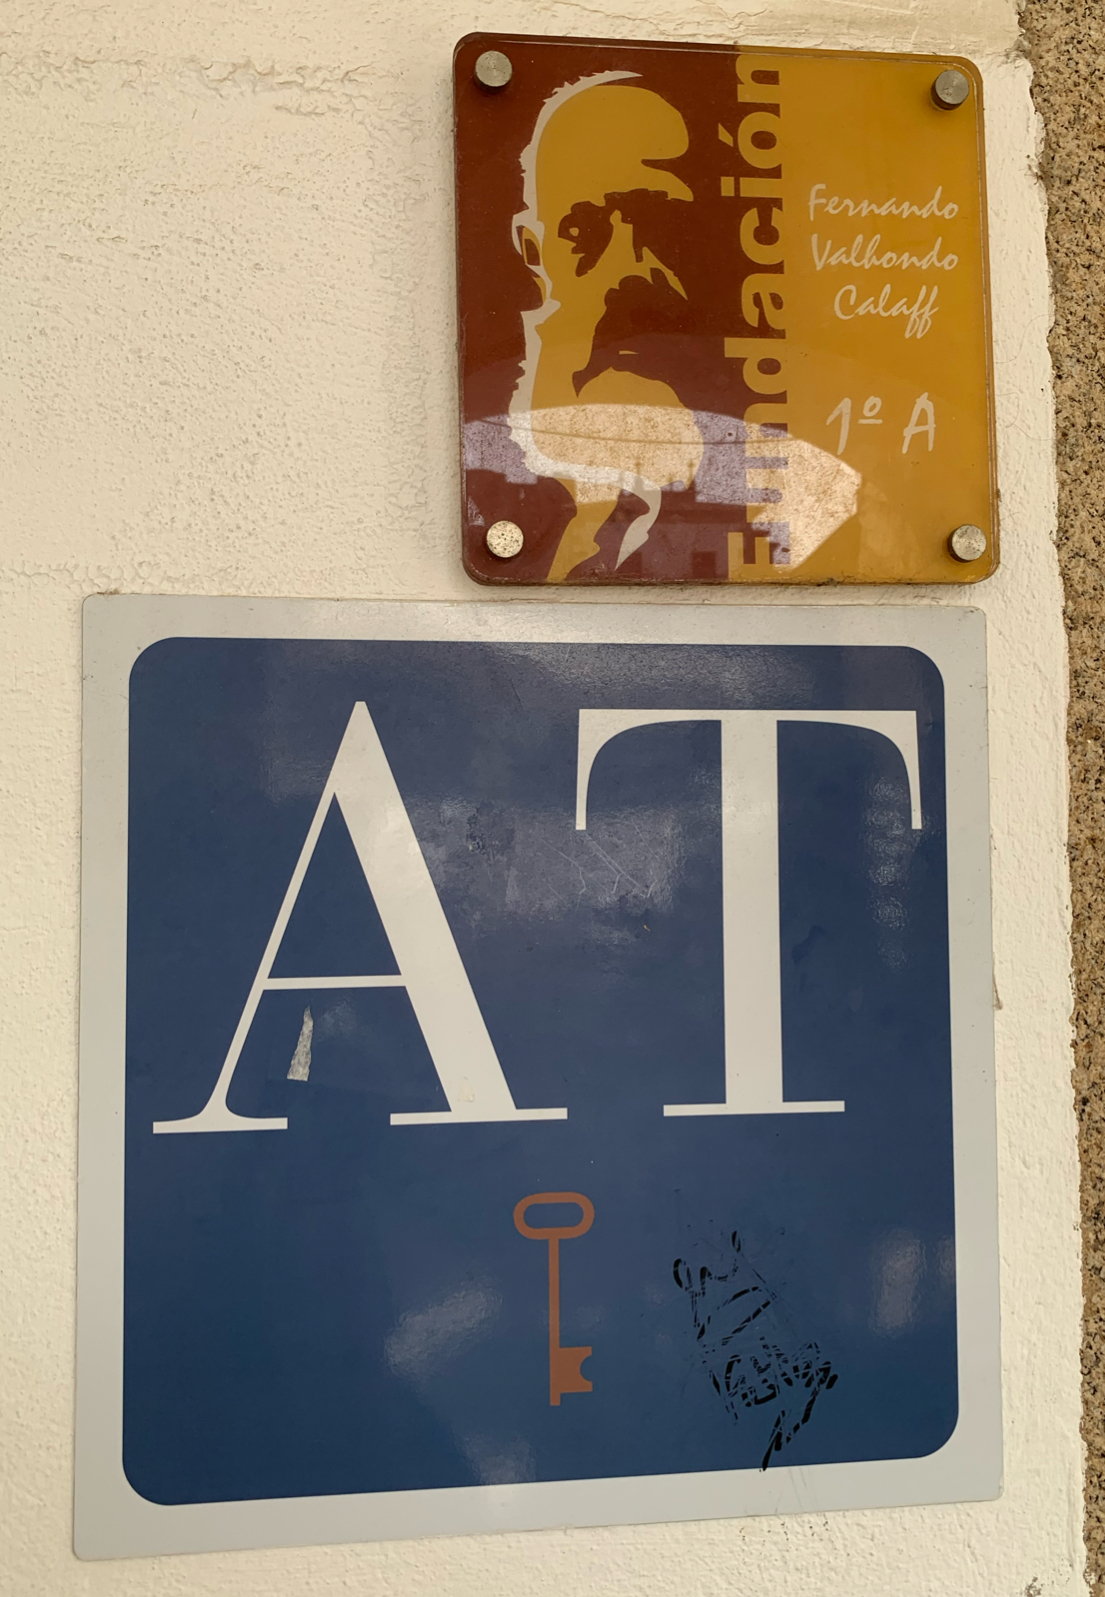 Fundación
Fernando
Valhondo
Calaff
1º A
AT